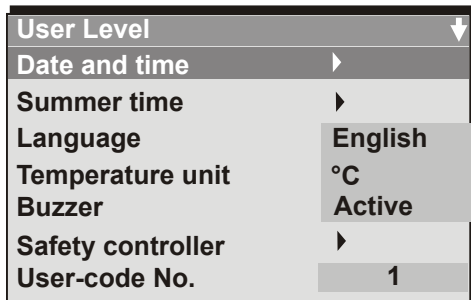 User Level
Date and time
Summer time
Language English
Temperature unit °C
Buzzer Active
Safety controller
User-code No. 1